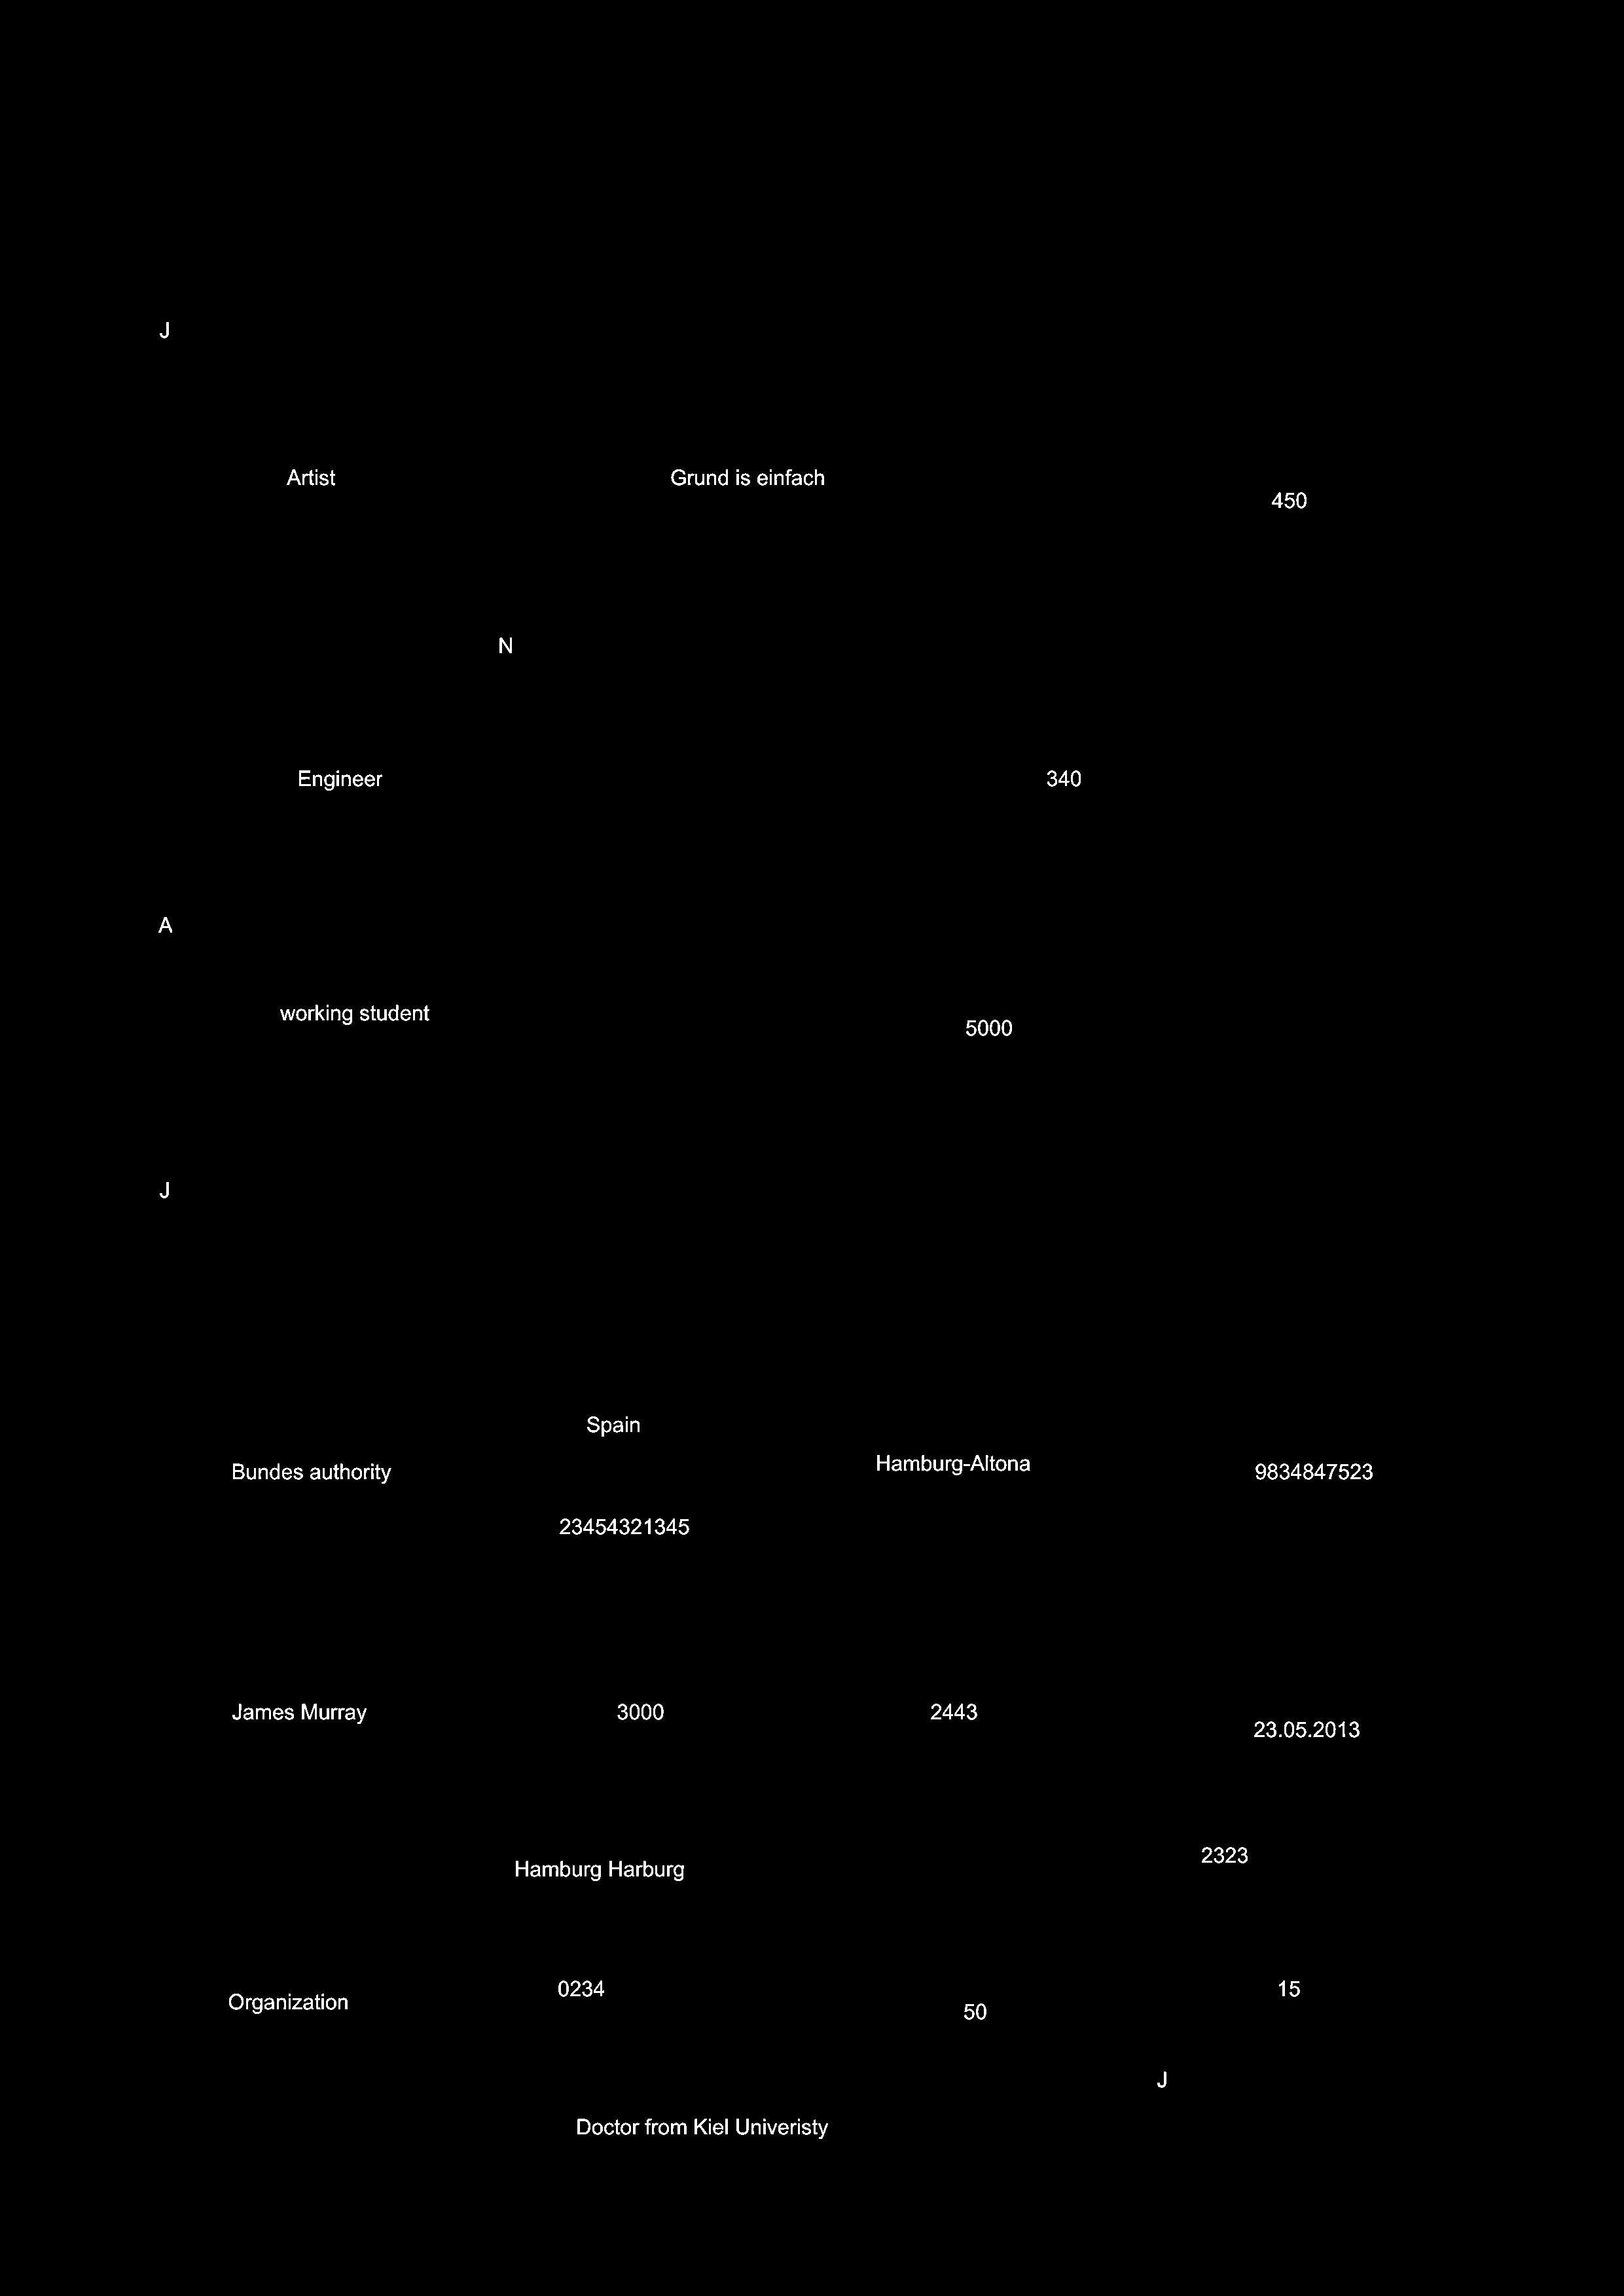 J
Artist Grund is einfach
450
N
Engineer 340
A
working student
5000
J
Spain
Hamburg-Altona
Bundes authority 9834847523
23454321345
James Murray 3000 2443
23.05.2013
2323
Hamburg Harburg
0234 15
Organization
50
J
Doctor from Kiel Univeristy